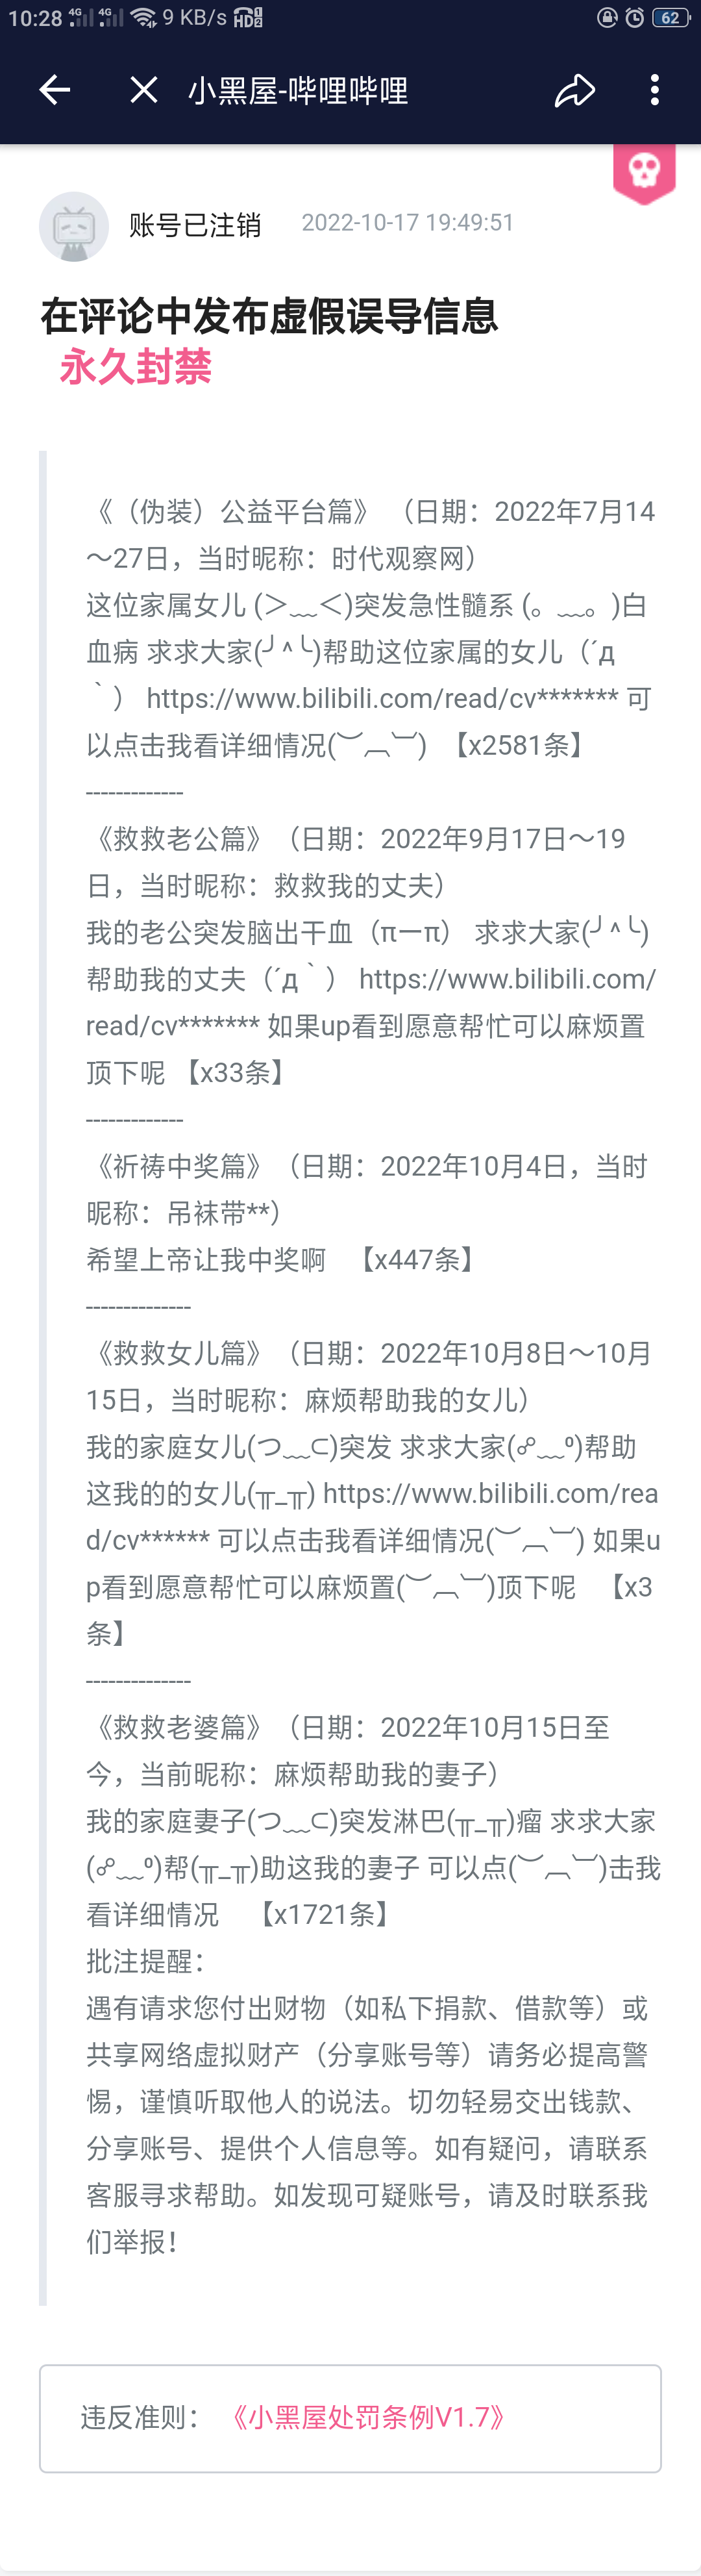 10:28 4G 4G 9 KB/s HD 1 2 62
小黑屋-哔哩哔哩
账号已注销 2022-10-17 19:49:51
在评论中发布虚假误导信息
永久封禁
《（伪装）公益平台篇》 （日期：2022年7月14
～27日，当时昵称：时代观察网）
这位家属女儿 (＞﹏＜)突发急性髓系 (。﹏。)白
血病 求求大家(╯^╰)帮助这位家属的女儿（´д
｀） https://www.bilibili.com/read/cv******* 可
以点击我看详细情况(︶︹︺) 【x2581条】
-------------
《救救老公篇》（日期：2022年9月17日～19
日，当时昵称：救救我的丈夫）
我的老公突发脑出干血（πーπ） 求求大家(╯^╰)
帮助我的丈夫（´д｀） https://www.bilibili.com/
read/cv******* 如果up看到愿意帮忙可以麻烦置
顶下呢 【x33条】
-------------
《祈祷中奖篇》（日期：2022年10月4日，当时
昵称：吊袜带**）
希望上帝让我中奖啊 【x447条】
--------------
《救救女儿篇》（日期：2022年10月8日～10月
15日，当时昵称：麻烦帮助我的女儿）
我的家庭女儿(つ﹏⊂)突发 求求大家(☍﹏⁰)帮助
这我的的女儿(╥_╥) https://www.bilibili.com/rea
d/cv****** 可以点击我看详细情况(︶︹︺) 如果u
p看到愿意帮忙可以麻烦置(︶︹︺)顶下呢 【x3
条】
--------------
《救救老婆篇》（日期：2022年10月15日至
今，当前昵称：麻烦帮助我的妻子）
我的家庭妻子(つ﹏⊂)突发淋巴(╥_╥)瘤 求求大家
(☍﹏⁰)帮(╥_╥)助这我的妻子 可以点(︶︹︺)击我
看详细情况 【x1721条】
批注提醒：
遇有请求您付出财物（如私下捐款、借款等）或
共享网络虚拟财产（分享账号等）请务必提高警
惕，谨慎听取他人的说法。切勿轻易交出钱款、
分享账号、提供个人信息等。如有疑问，请联系
客服寻求帮助。如发现可疑账号，请及时联系我
们举报！
违反准则：《小黑屋处罚条例V1.7》